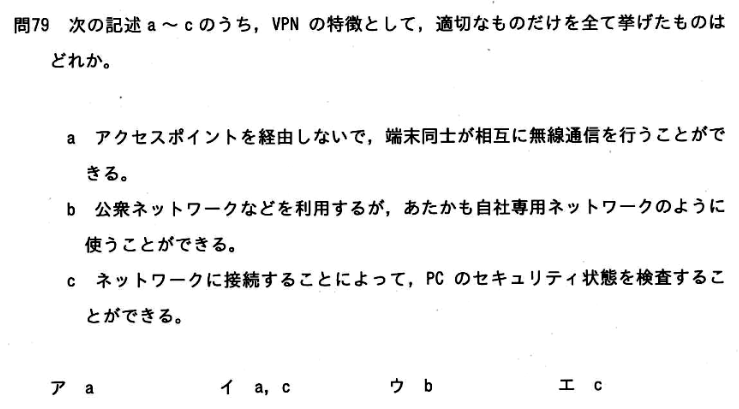 問79 次の記述 a ～ c のうち，VPN の特徴として，適切なものだけを全て挙げたものは
どれか。
a アクセスポイントを経由しないで，端末同士が相互に無線通信を行うことがで
きる。
b 公衆ネットワークなどを利用するが，あたかも自社専用ネットワークのように
使うことができる。
c ネットワークに接続することによって，PC のセキュリティ状態を検査するこ
とができる。
ア a イ a，c ウ b エ c